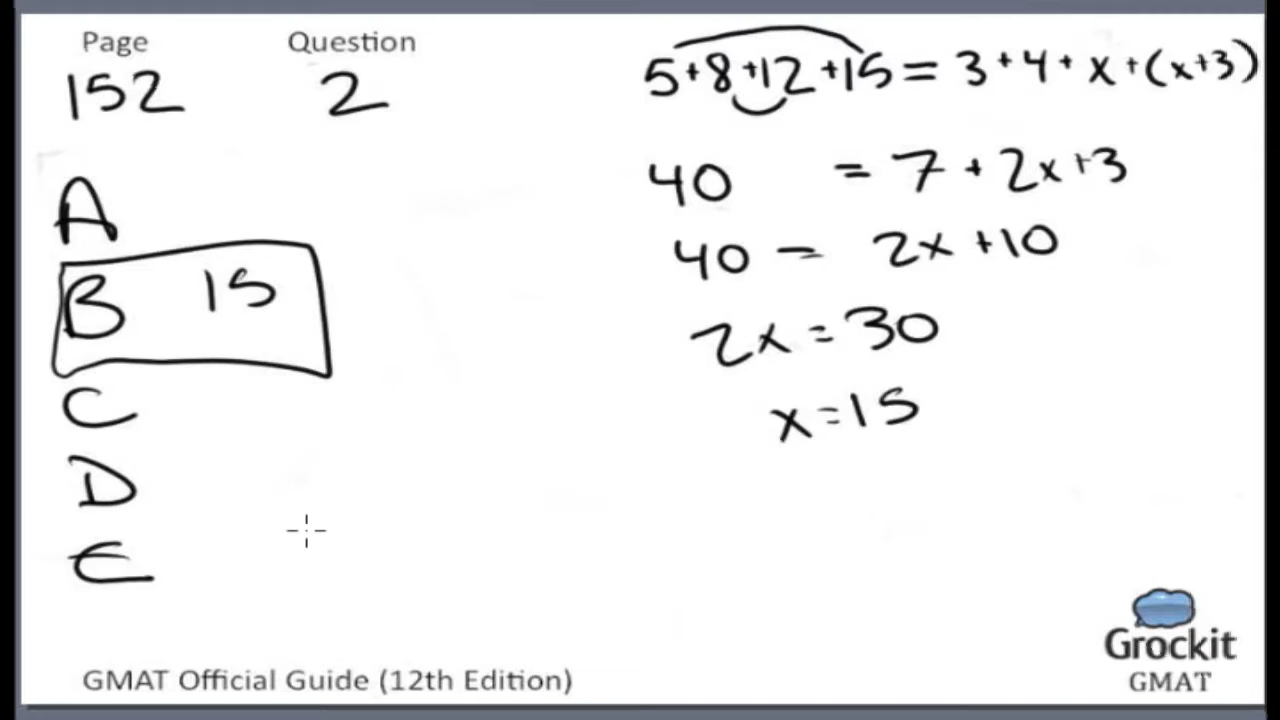 Page Question
152 2
5+8+12+15=3+4+x+(x+3)
40 = 7+2x+3
A
40 = 2x+10
B 15
2x=30
C
x=15
D
E
Grockit
GMAT
GMAT Official Guide (12th Edition)